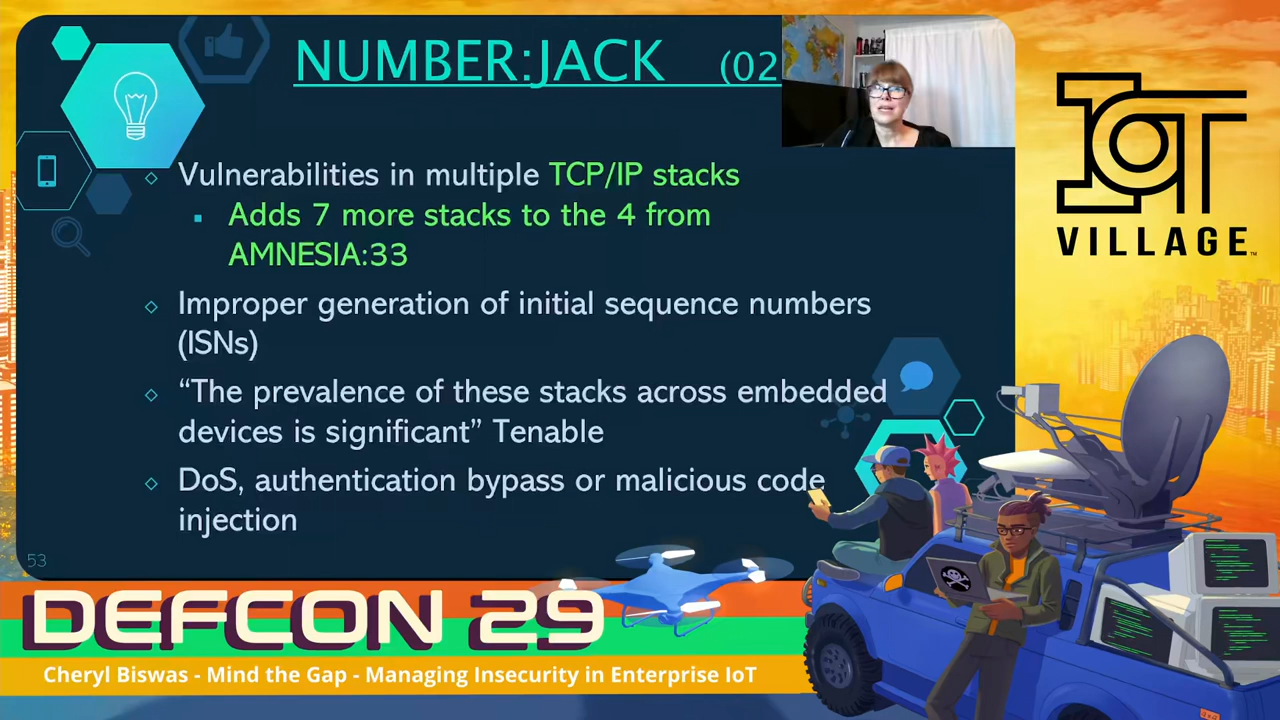 NUMBER:JACK (02
Vulnerabilities in multiple TCP/IP stacks
Adds 7 more stacks to the 4 from
AMNESIA:33
Improper generation of initial sequence numbers
(ISNs)
“The prevalence of these stacks across embedded
devices is significant” Tenable
DoS, authentication bypass or malicious code
injection
53
IOT
VILLAGE™
DEFCON 29
Cheryl Biswas - Mind the Gap - Managing Insecurity in Enterprise IoT